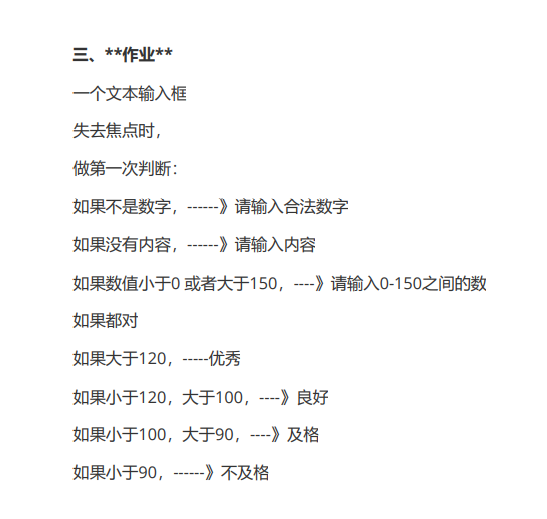 三、**作业**
一个文本输入框
失去焦点时，
做第一次判断：
如果不是数字，------》请输入合法数字
如果没有内容，------》请输入内容
如果数值小于0 或者大于150，----》请输入0-150之间的数
如果都对
如果大于120，-----优秀
如果小于120，大于100，----》良好
如果小于100，大于90，----》及格
如果小于90，------》不及格